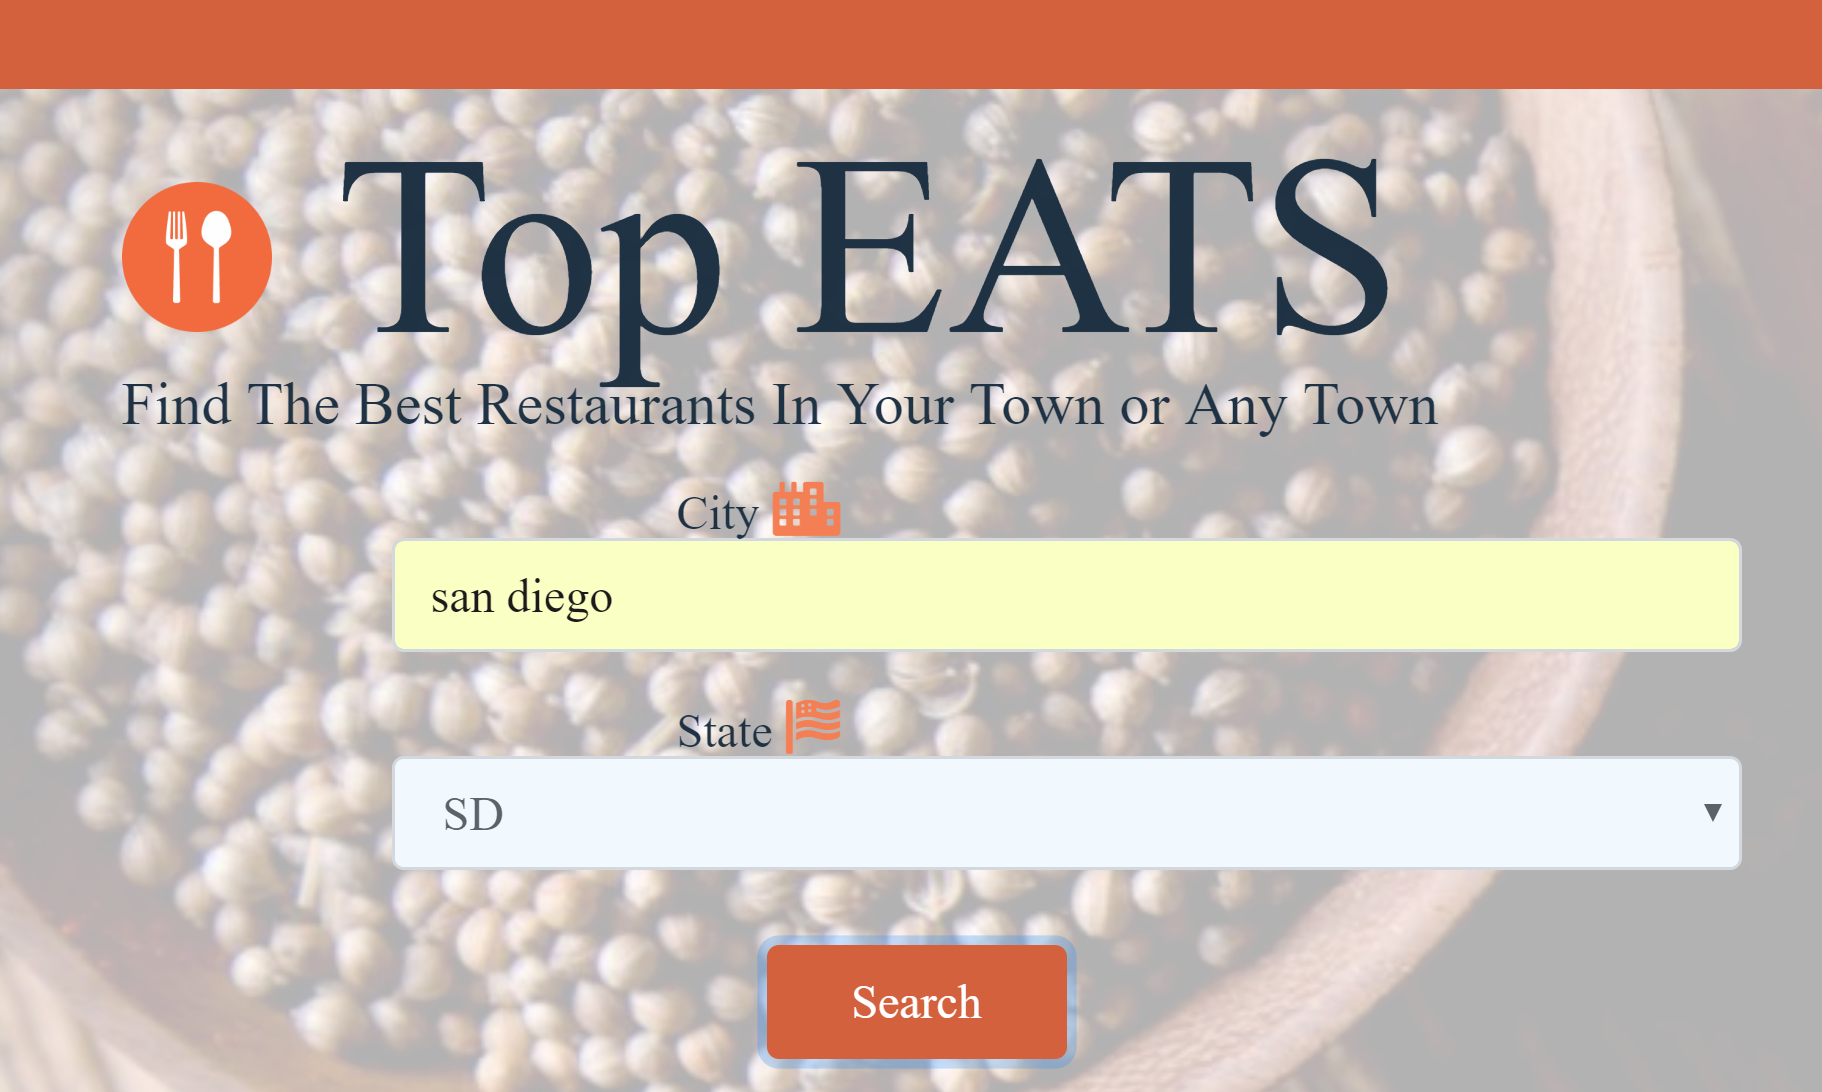 Top EATS
Find The Best Restaurants In Your Town or Any Town
City
san diego
State
SD
Search